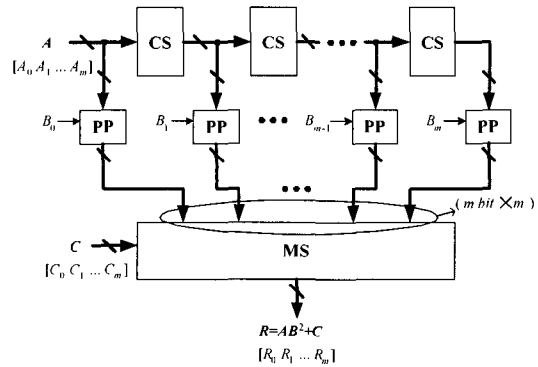 A CS CS CS
[A₀ A₁ ... Aₘ]
B₀ PP B₁ PP Bₘ₋₁ PP Bₘ PP
(m bit × m)
MS
C
[C₀ C₁ ... Cₘ]
R=AB²+C
[R₀ R₁ ... Rₘ]